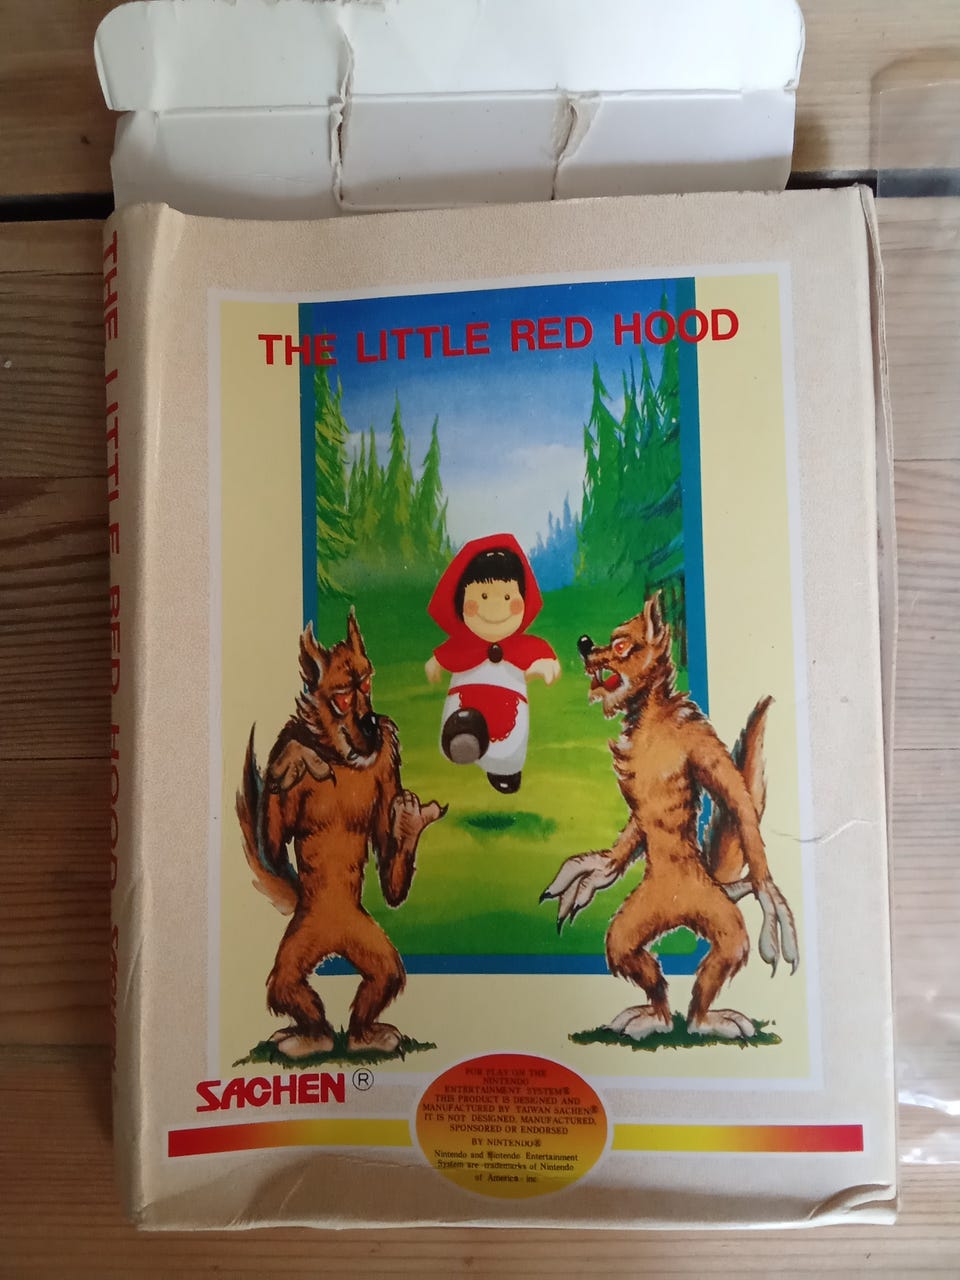 THE LITTLE RED HOOD
THE LITTLE RED HOOD
SACHEN®
FOR PLAY ON THE
NINTENDO
ENTERTAINMENT SYSTEM®
THIS PRODUCT IS DESIGNED AND
MANUFACTURED BY TAIWAN SACHEN®
IT IS NOT DESIGNED, MANUFACTURED,
SPONSORED OR ENDORSED
BY NINTENDO®
Nintendo and Nintendo Entertainment
System are trademarks of Nintendo
of America inc